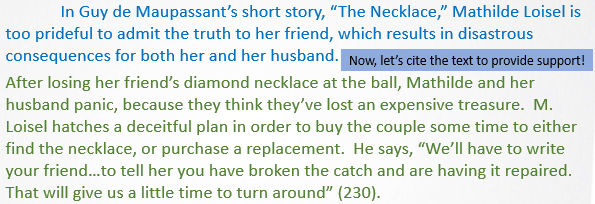 In Guy de Maupassant's short story, “The Necklace,” Mathilde Loisel is
too prideful to admit the truth to her friend, which results in disastrous
consequences for both her and her husband.
Now, let's cite the text to provide support!
After losing her friend's diamond necklace at the ball, Mathilde and her
husband panic, because they think they've lost an expensive treasure.  M.
Loisel hatches a deceitful plan in order to buy the couple some time to either
find the necklace, or purchase a replacement.  He says, “We'll have to write
your friend…to tell her you have broken the catch and are having it repaired.
That will give us a little time to turn around” (230).